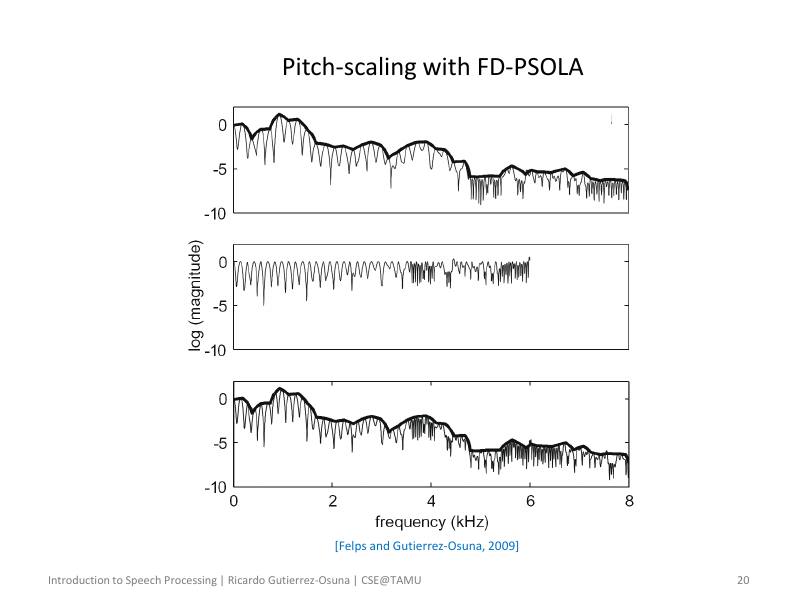 Pitch-scaling with FD-PSOLA
0
-5
-10
0
-5
-10
log (magnitude)
0
-5
-10
0 2 4 6 8
frequency (kHz)
[Felps and Gutierrez-Osuna, 2009]
Introduction to Speech Processing | Ricardo Gutierrez-Osuna | CSE@TAMU 20